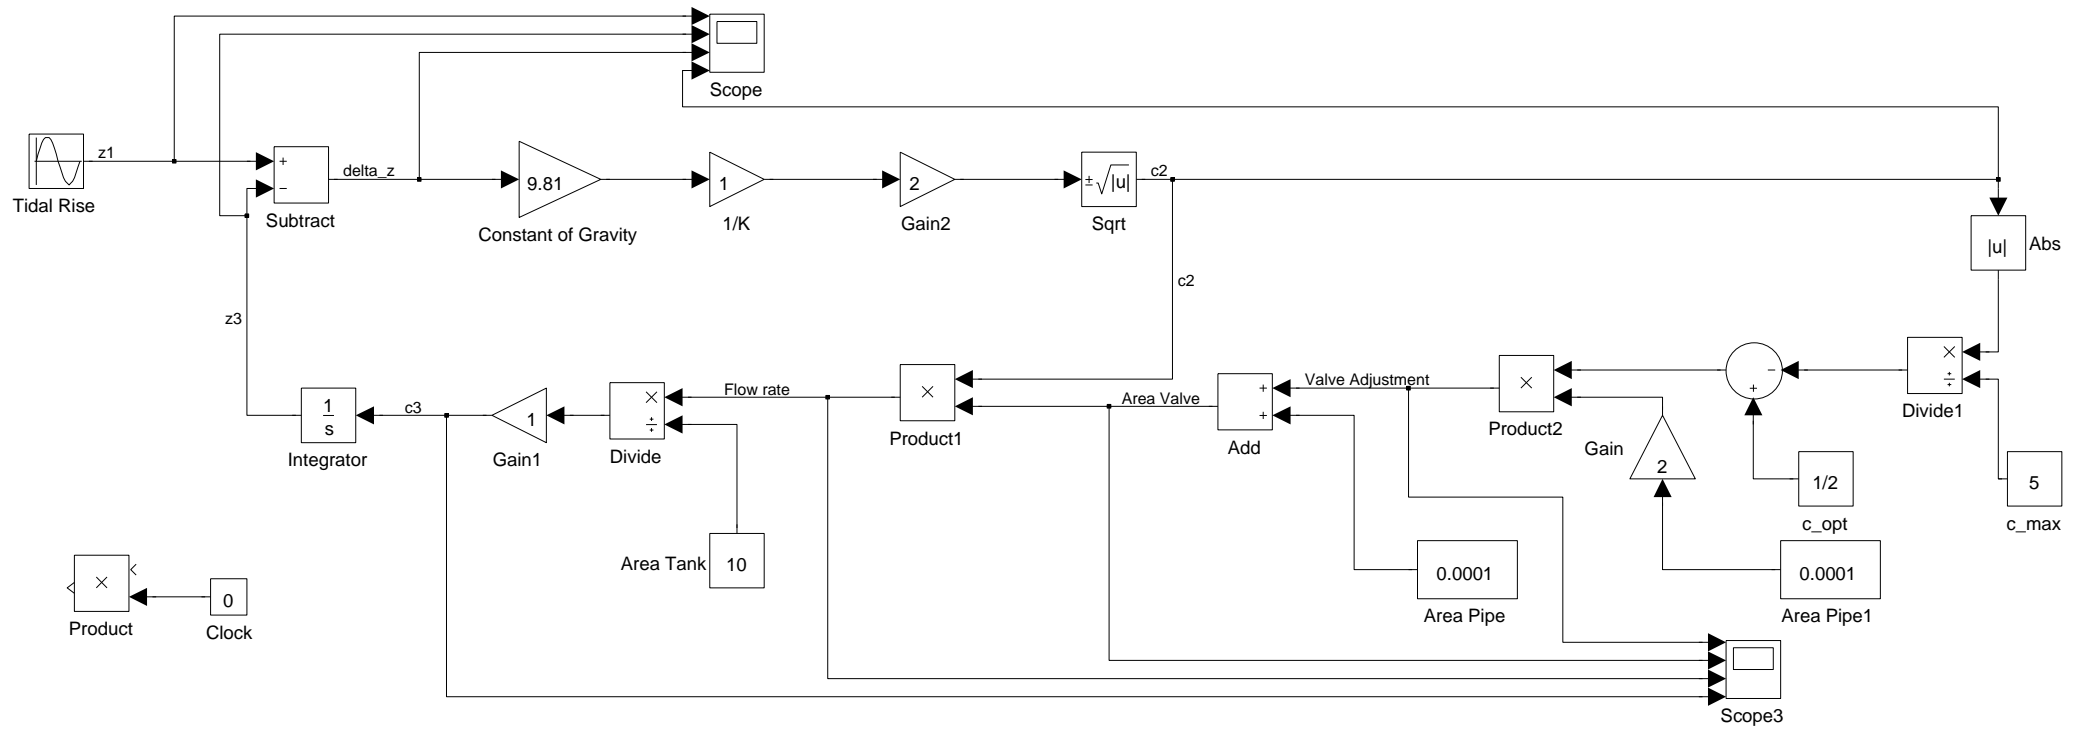 Scope
z1
+
−
delta_z
9.81
1
2
±√|u|
c2
Tidal Rise
Subtract
Constant of Gravity
1/K
Gain2
Sqrt
|u|
Abs
c2
z3
×
÷
−
+
Divide1
×
Product2
Valve Adjustment
+
+
Add
Area Valve
×
Product1
Flow rate
×
÷
Divide
1
Gain1
c3
1
s
Integrator
Gain
2
1/2
c_opt
5
c_max
Area Tank
10
0.0001
Area Pipe
0.0001
Area Pipe1
×
Product
0
Clock
Scope3